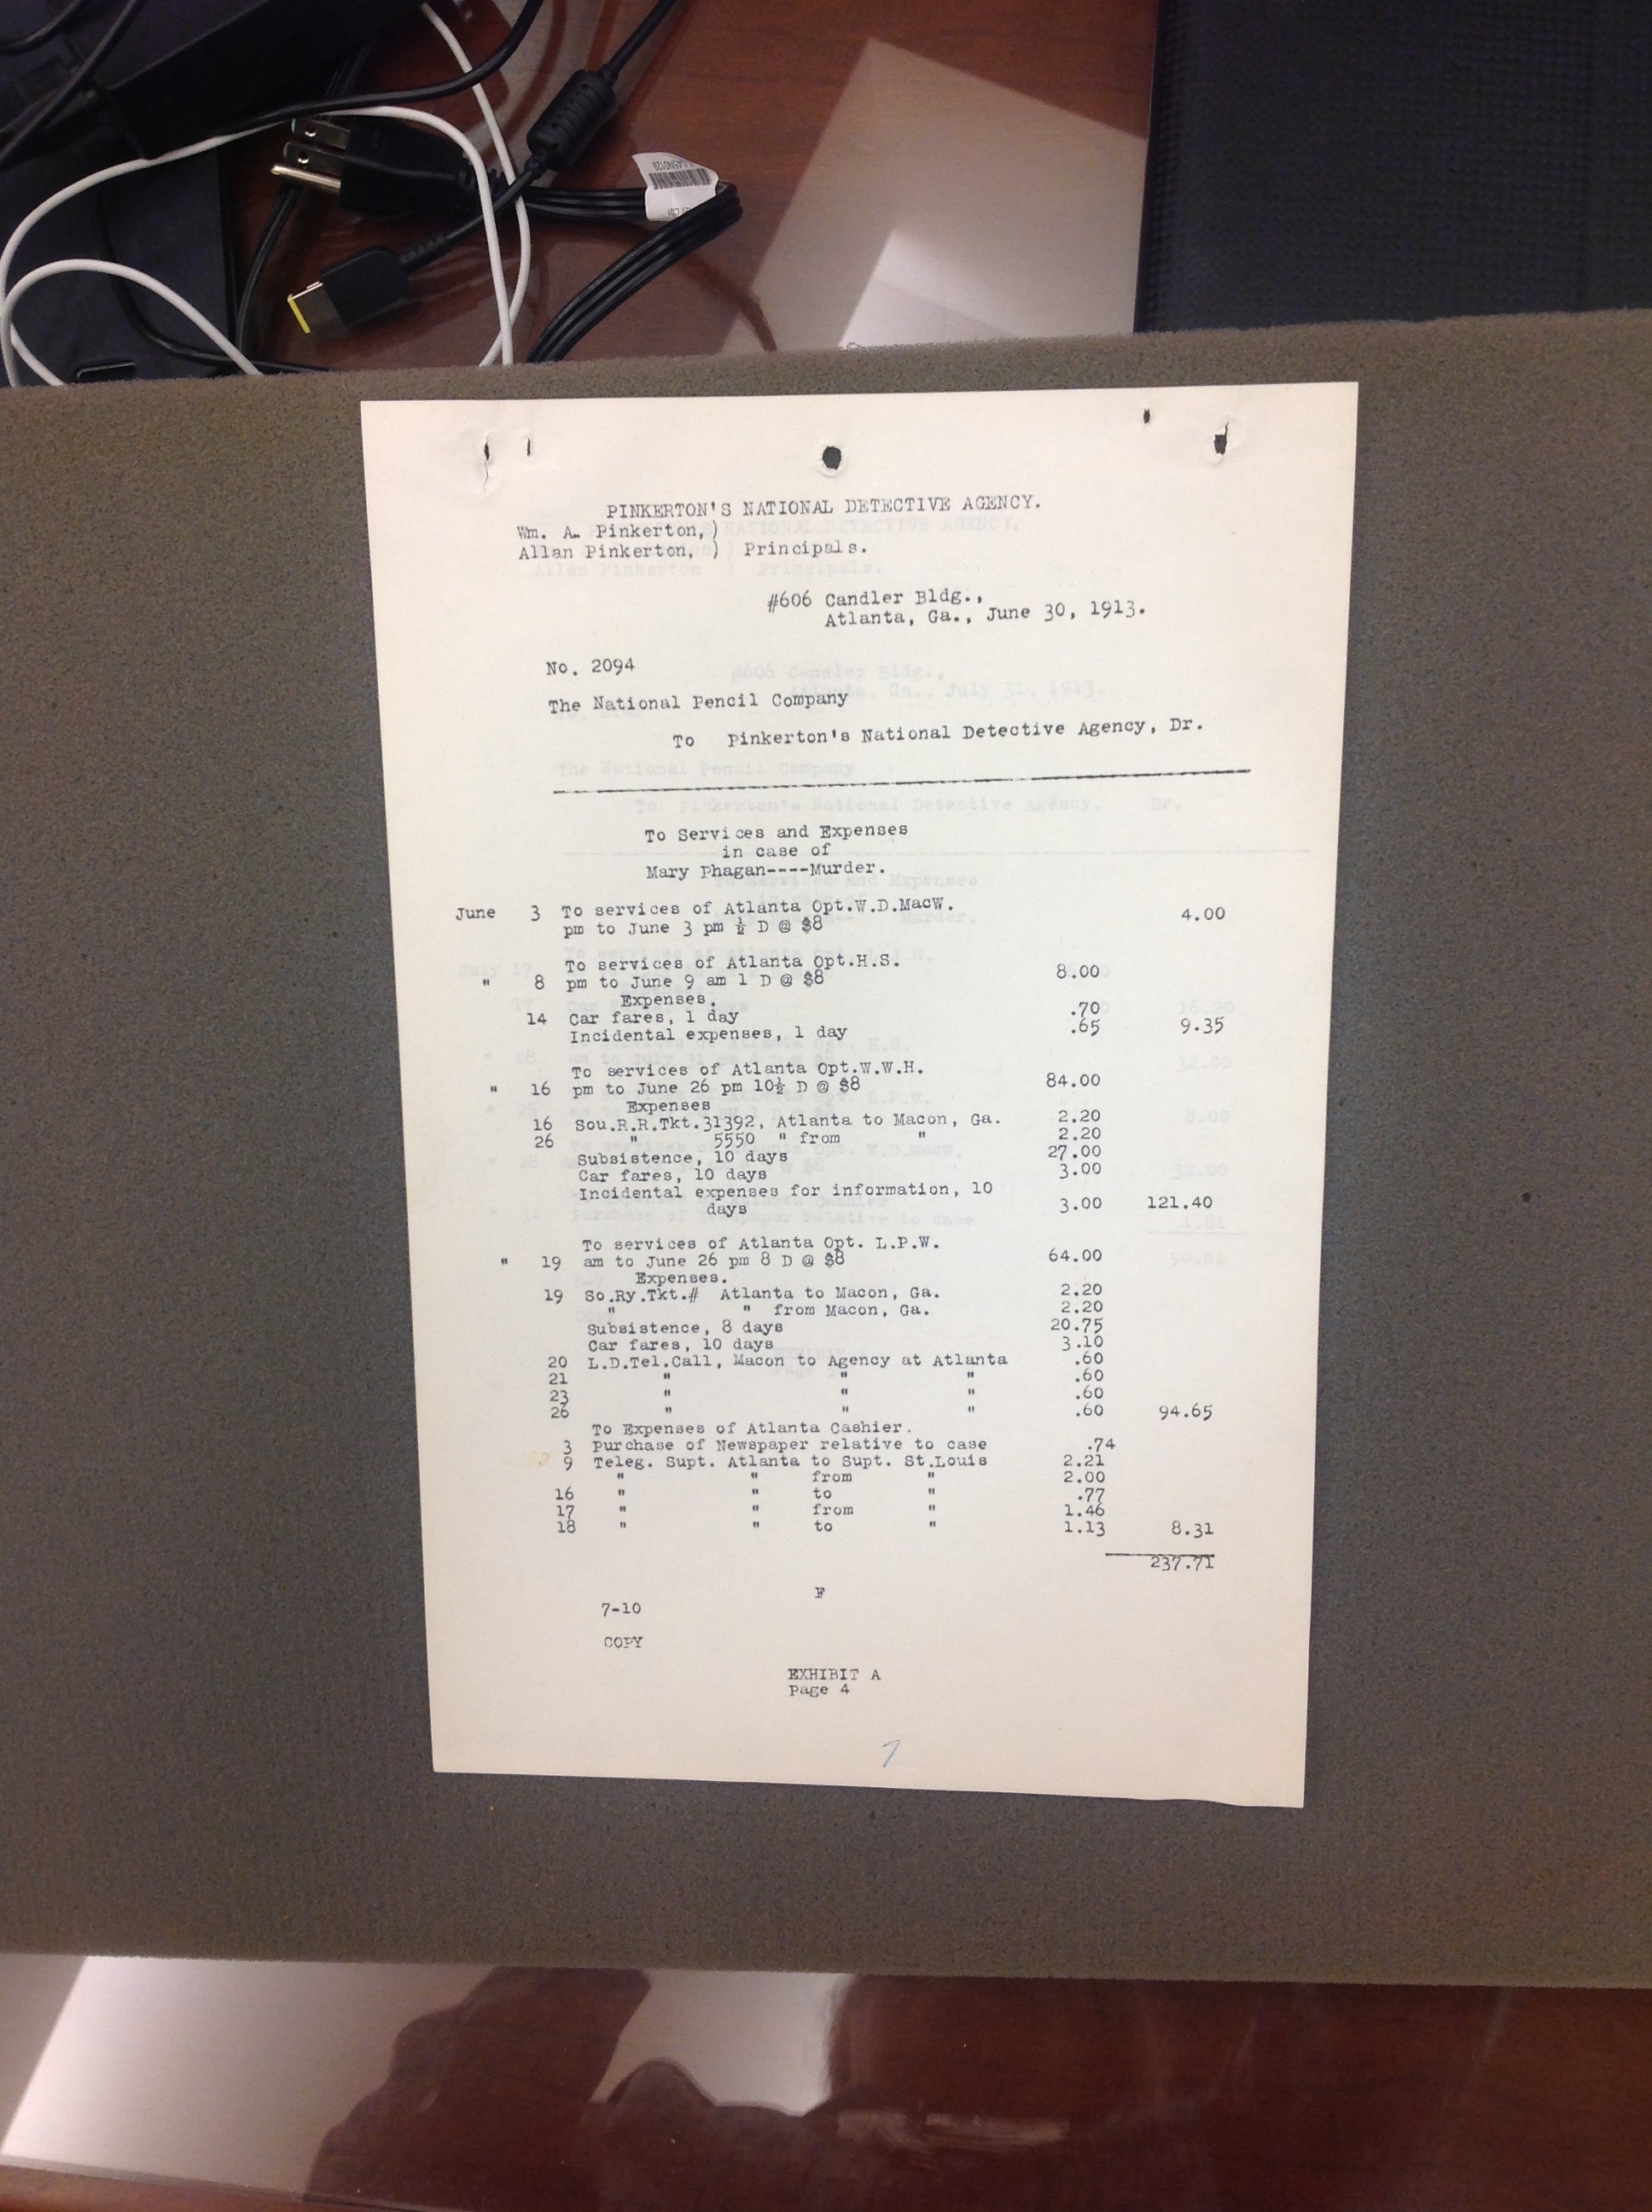 PINKERTON'S NATIONAL DETECTIVE AGENCY.
Wm. A. Pinkerton,)
Allan Pinkerton, ) Principals.
#606 Candler Bldg.,
Atlanta, Ga., June 30, 1913.
No. 2094
The National Pencil Company
To Pinkerton's National Detective Agency, Dr.
To Services and Expenses
in case of
Mary Phagan----Murder.
June 3 To services of Atlanta Opt.W.D.MacW.
pm to June 3 pm ½ D @ $8 4.00
To services of Atlanta Opt.H.S.
" 8 pm to June 9 am 1 D @ $8 8.00
Expenses.
14 Car fares, 1 day .70
Incidental expenses, 1 day .65 9.35
To services of Atlanta Opt.W.W.H.
" 16 pm to June 26 pm 10½ D @ $8 84.00
Expenses
16 Sou.R.R.Tkt.31392, Atlanta to Macon, Ga. 2.20
26 " 5550 " from " 2.20
Subsistence, 10 days 27.00
Car fares, 10 days 3.00
Incidental expenses for information, 10
days 3.00 121.40
To services of Atlanta Opt. L.P.W.
" 19 am to June 26 pm 8 D @ $8 64.00
Expenses.
19 So.Ry.Tkt.# Atlanta to Macon, Ga. 2.20
" " from Macon, Ga. 2.20
Subsistence, 8 days 20.75
Car fares, 10 days 3.10
20 L.D.Tel.Call, Macon to Agency at Atlanta .60
21 " " " .60
23 " " " .60
26 " " " .60 94.65
To Expenses of Atlanta Cashier.
3 Purchase of Newspaper relative to case .74
9 Teleg. Supt. Atlanta to Supt. St.Louis 2.21
" " from " 2.00
16 " " to " .77
17 " " from " 1.46
18 " " to " 1.13 8.31
237.71
F
7-10
COPY
EXHIBIT A
Page 4
7